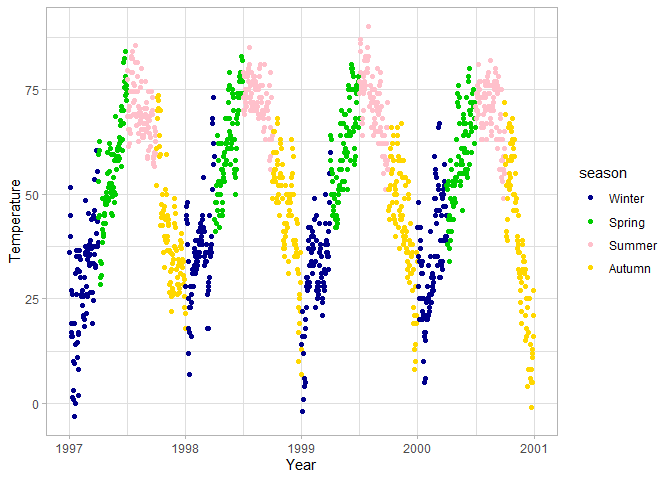 75
50
25
0
Temperature
1997
1998
1999
2000
2001
Year
season
Winter
Spring
Summer
Autumn